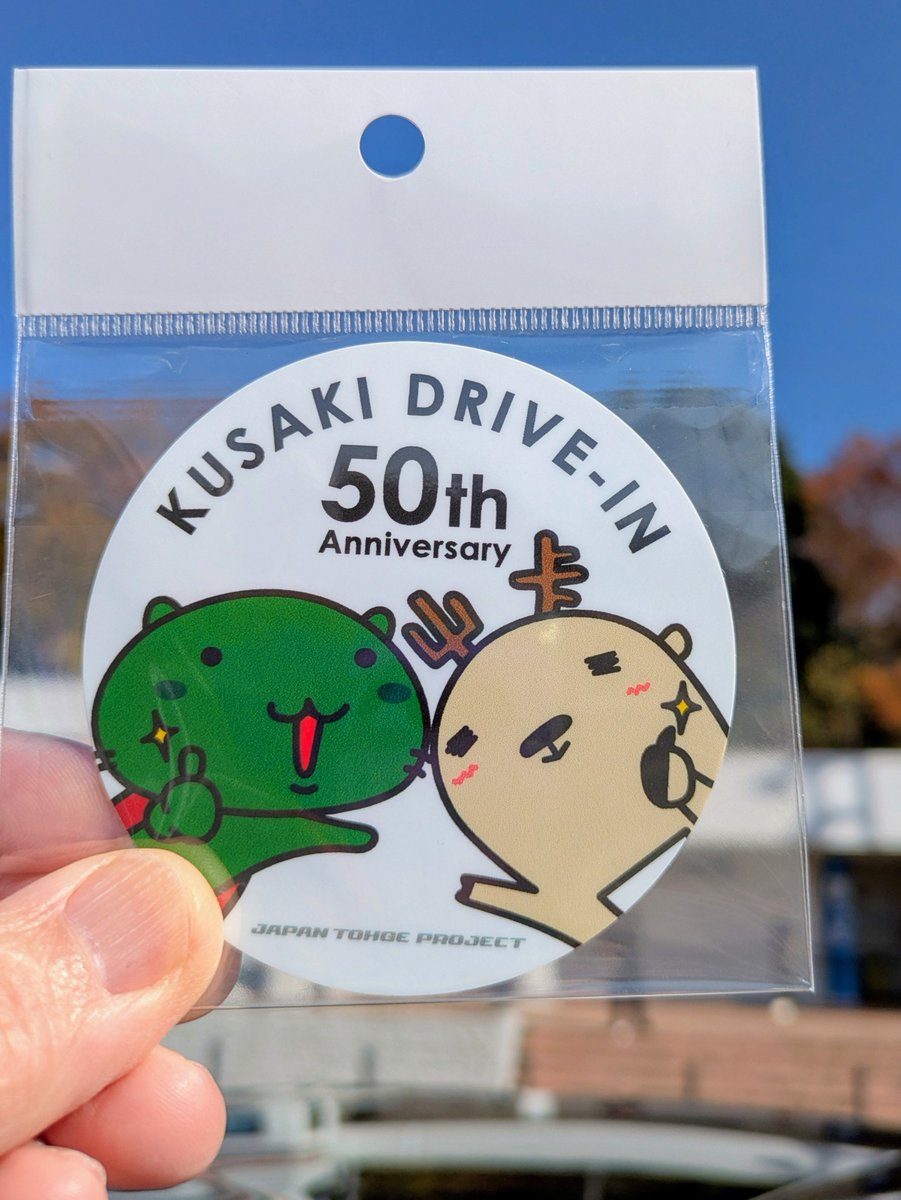 KUSAKI DRIVE-IN
50th
Anniversary
JAPAN TOHGE PROJECT